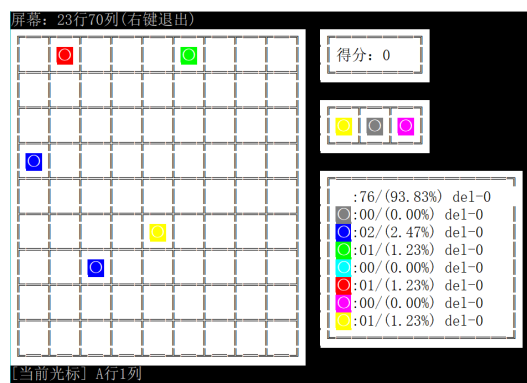 屏幕：23行70列(右键退出)
得分：0
:76/(93.83%) del-0
:00/(0.00%) del-0
:02/(2.47%) del-0
:01/(1.23%) del-0
:00/(0.00%) del-0
:01/(1.23%) del-0
:00/(0.00%) del-0
:01/(1.23%) del-0
[当前光标] A行1列